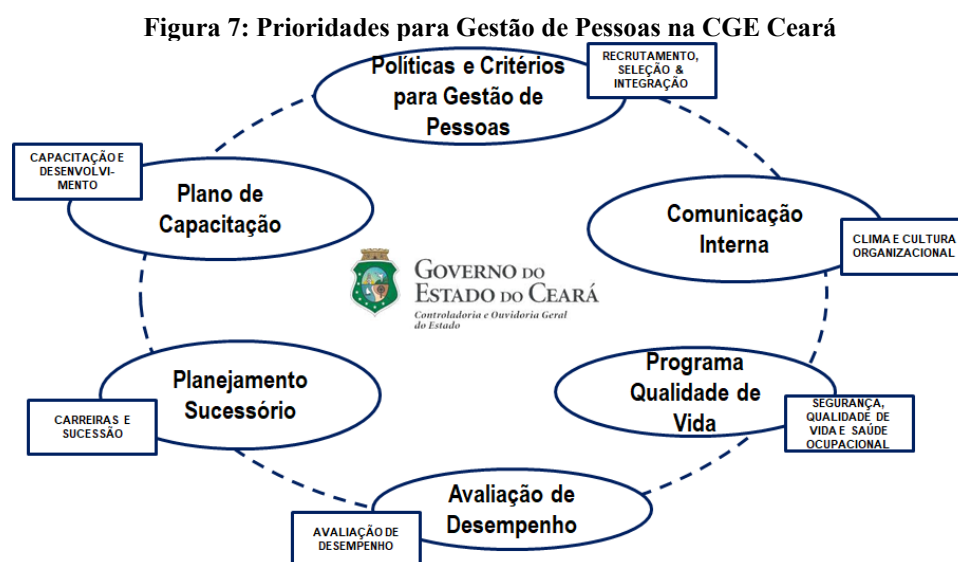 Figura 7: Prioridades para Gestão de Pessoas na CGE Ceará
Políticas e Critérios
para Gestão de
Pessoas
RECRUTAMENTO,
SELEÇÃO &
INTEGRAÇÃO
CAPACITAÇÃO E
DESENVOLVI-
MENTO
Plano de
Capacitação
Comunicação
Interna
CLIMA E CULTURA
ORGANIZACIONAL
GOVERNO DO
ESTADO DO CEARÁ
Controladoria e Ouvidoria Geral
do Estado
Planejamento
Sucessório
CARREIRAS E
SUCESSÃO
Programa
Qualidade de
Vida
SEGURANÇA,
QUALIDADE DE
VIDA E SAÚDE
OCUPACIONAL
Avaliação de
Desempenho
AVALIAÇÃO DE
DESEMPENHO